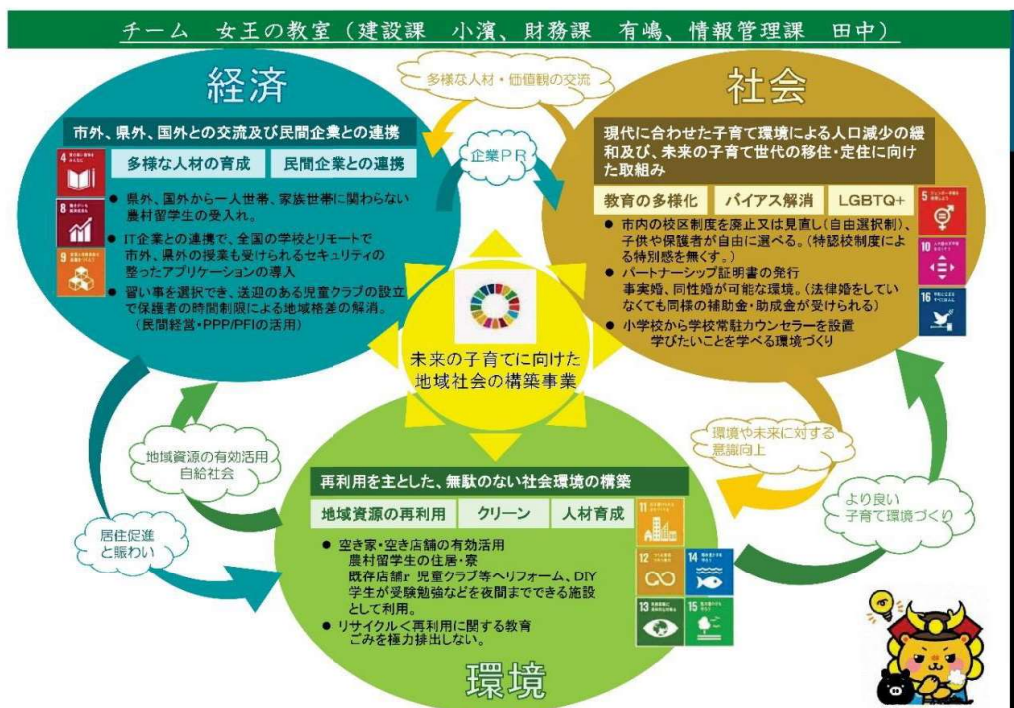 チーム 女王の教室(建設課 小濱、財務課 有嶋、情報管理課 田中)
経済
市外、県外、国外との交流及び民間企業との連携
多様な人材の育成
民間企業との連携
4
8
9
● 県外、国外から一人世帯、家族世帯に関わらない
農村留学生の受入れ。
● IT企業との連携で、全国の学校とリモートで
市外、県外の授業も受けられるセキュリティの
整ったアプリケーションの導入
● 習い事を選択でき、送迎のある児童クラブの設立
で保護者の時間制限による地域格差の解消。
(民間経営・PPP/PFIの活用)
多様な人材・価値観の交流
企業PR
社会
現代に合わせた子育て環境による人口減少の緩
和及び、未来の子育て世代の移住・定住に向け
た取組み
教育の多様化
バイアス解消
LGBTQ+
5
10
16
● 市内の校区制度を廃止又は見直し(自由選択制)、
子供や保護者が自由に選べる。(特認校制度によ
る特別感を無くす。)
● パートナーシップ証明書の発行
事実婚、同性婚が可能な環境。(法律婚をしてい
なくても同様の補助金・助成金が受けられる)
● 小学校から学校常駐カウンセラーを設置
学びたいことを学べる環境づくり
未来の子育てに向けた
地域社会の構築事業
地域資源の有効活用
自給社会
居住促進
と賑わい
環境や未来に対する
意識向上
より良い
子育て環境づくり
再利用を主とした、無駄のない社会環境の構築
地域資源の再利用
クリーン
人材育成
11
12
14
13
15
● 空き家・空き店舗の有効活用
農村留学生の住居・寮
既存店舗r 児童クラブ等へリフォーム、DIY
学生が受験勉強などを夜間までできる施設
として利用。
● リサイクル<再利用に関する教育
ごみを極力排出しない。
環境